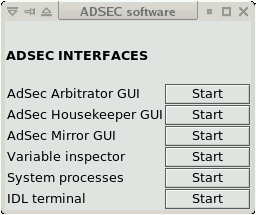 ADSEC software
ADSEC INTERFACES
AdSec Arbitrator GUI Start
AdSec Housekeeper GUI Start
AdSec Mirror GUI Start
Variable inspector Start
System processes Start
IDL terminal Start